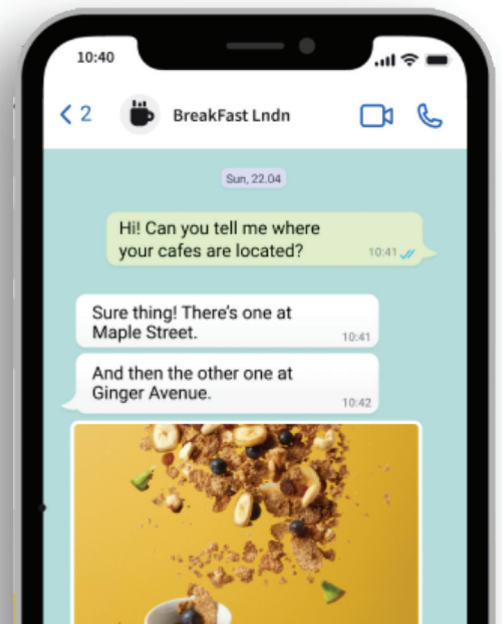 10:40
2
BreakFast Lndn
Sun, 22.04
Hi! Can you tell me where
your cafes are located?
10:41
Sure thing! There's one at
Maple Street.
10:41
And then the other one at
Ginger Avenue.
10:42